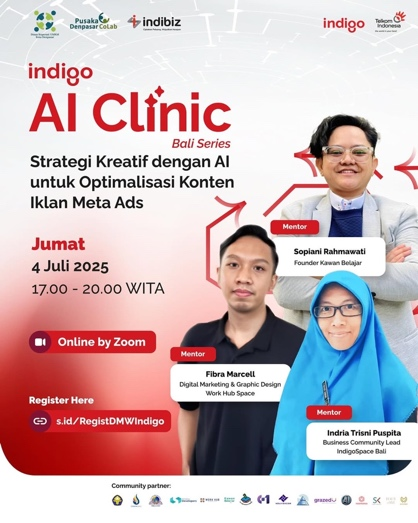 Pusaka
Denpasar CoLab
indibiz
indigo
Telkom
Indonesia
indigo
AI Clinic
Bali Series
Strategi Kreatif dengan AI
untuk Optimalisasi Konten
Iklan Meta Ads
Jumat
4 Juli 2025
17.00 - 20.00 WITA
Online by Zoom
Register Here
s.id/RegistDMWIndigo
Mentor
Sopiani Rahmawati
Founder Kawan Belajar
Mentor
Fibra Marcell
Digital Marketing & Graphic Design
Work Hub Space
Mentor
Indria Trisni Puspita
Business Community Lead
IndigoSpace Bali
Community partner: